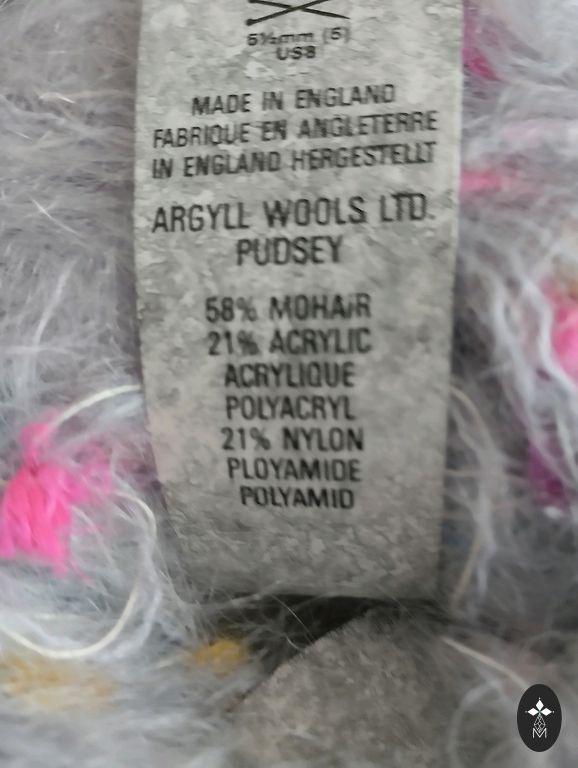 5½mm (5)
US8
MADE IN ENGLAND
FABRIQUE EN ANGLETERRE
IN ENGLAND HERGESTELLT
ARGYLL WOOLS LTD.
PUDSEY
58% MOHAIR
21% ACRYLIC
ACRYLIQUE
POLYACRYL
21% NYLON
PLOYAMIDE
POLYAMID
M